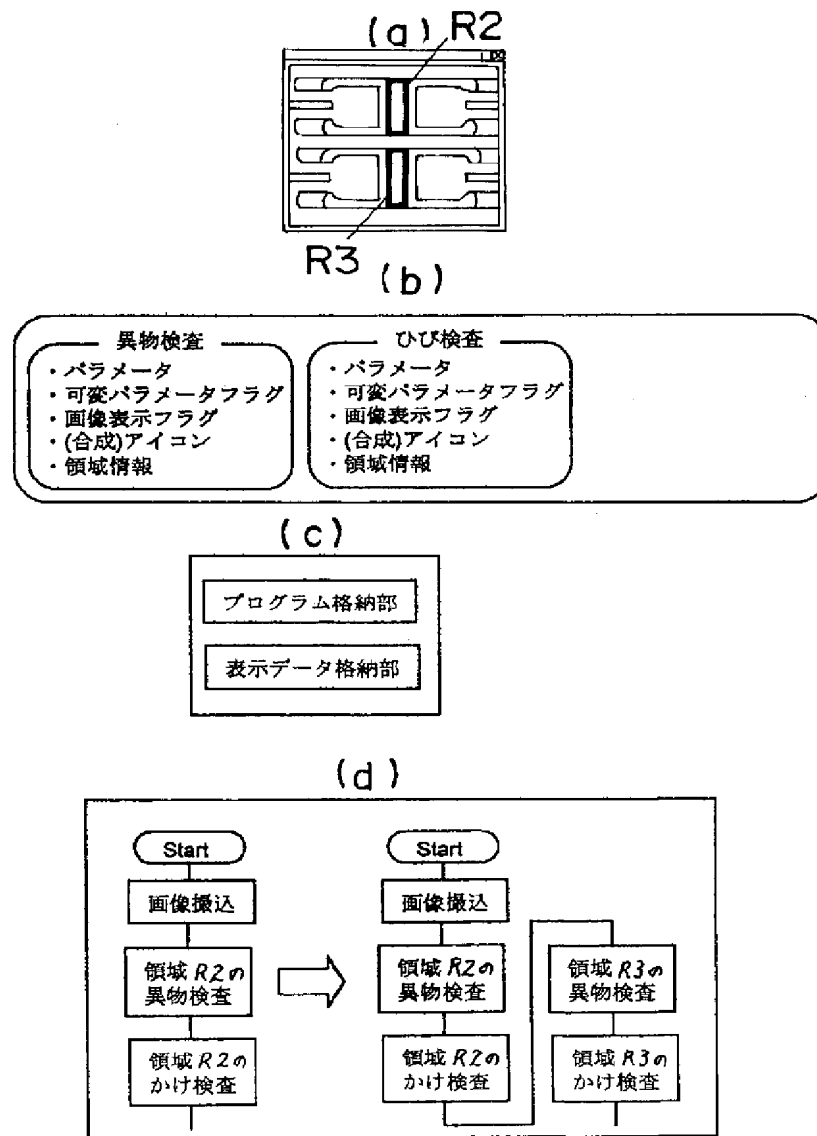 (a)
R2
R3
(b)
異物検査
・パラメータ
・可変パラメータフラグ
・画像表示フラグ
・(合成)アイコン
・領域情報
ひび検査
・パラメータ
・可変パラメータフラグ
・画像表示フラグ
・(合成)アイコン
・領域情報
(c)
プログラム格納部
表示データ格納部
(d)
Start
画像撮込
領域R2の
異物検査
領域R2の
かけ検査
Start
画像撮込
領域R2の
異物検査
領域R2の
かけ検査
領域R3の
異物検査
領域R3の
かけ検査